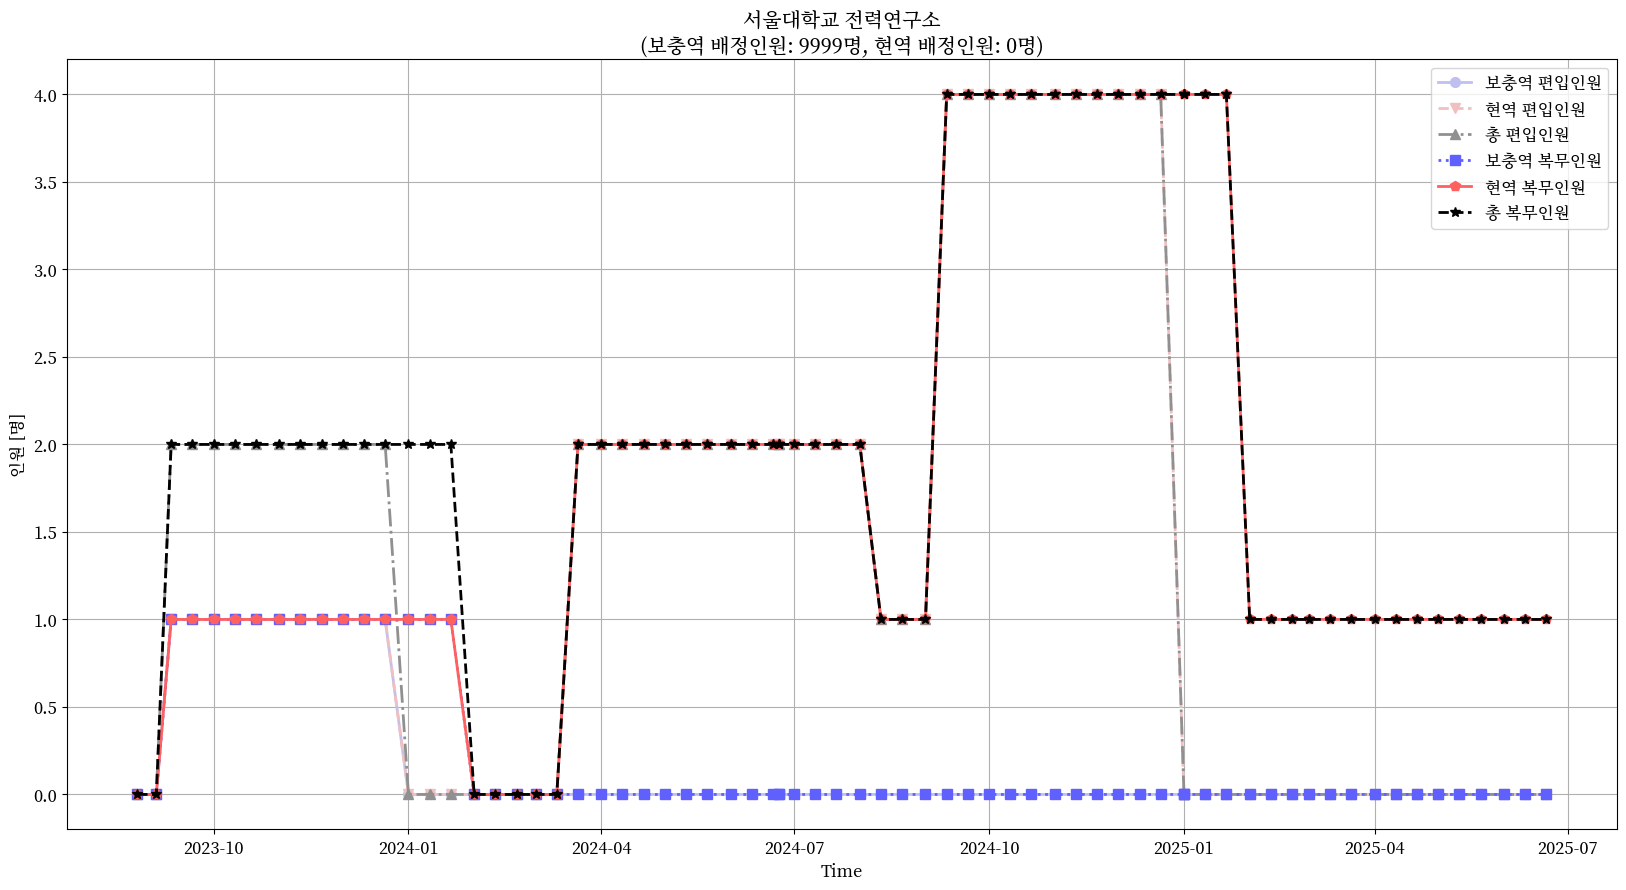 서울대학교 전력연구소
(보충역 배정인원: 9999명, 현역 배정인원: 0명)
보충역 편입인원
현역 편입인원
총 편입인원
보충역 복무인원
현역 복무인원
총 복무인원
인원 [명]
4.0
3.5
3.0
2.5
2.0
1.5
1.0
0.5
0.0
2023-10
2024-01
2024-04
2024-07
2024-10
2025-01
2025-04
2025-07
Time